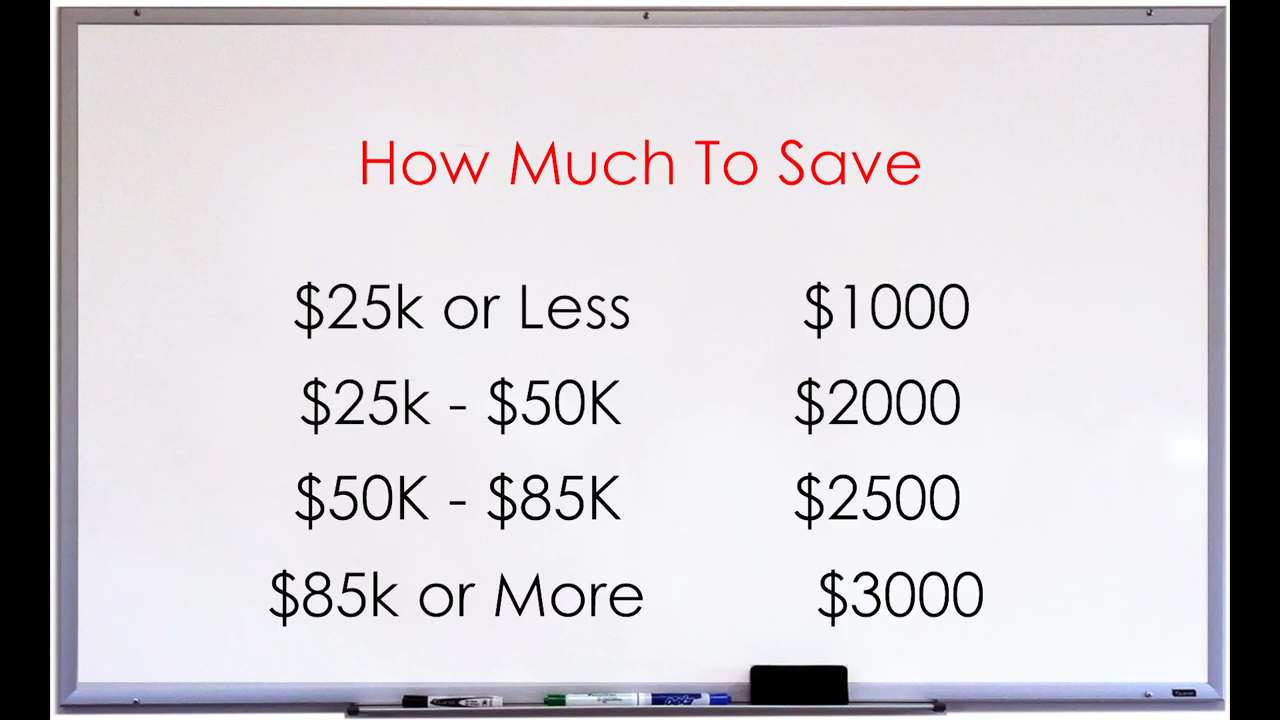 How Much To Save
$25k or Less $1000
$25k - $50K $2000
$50K - $85K $2500
$85k or More $3000